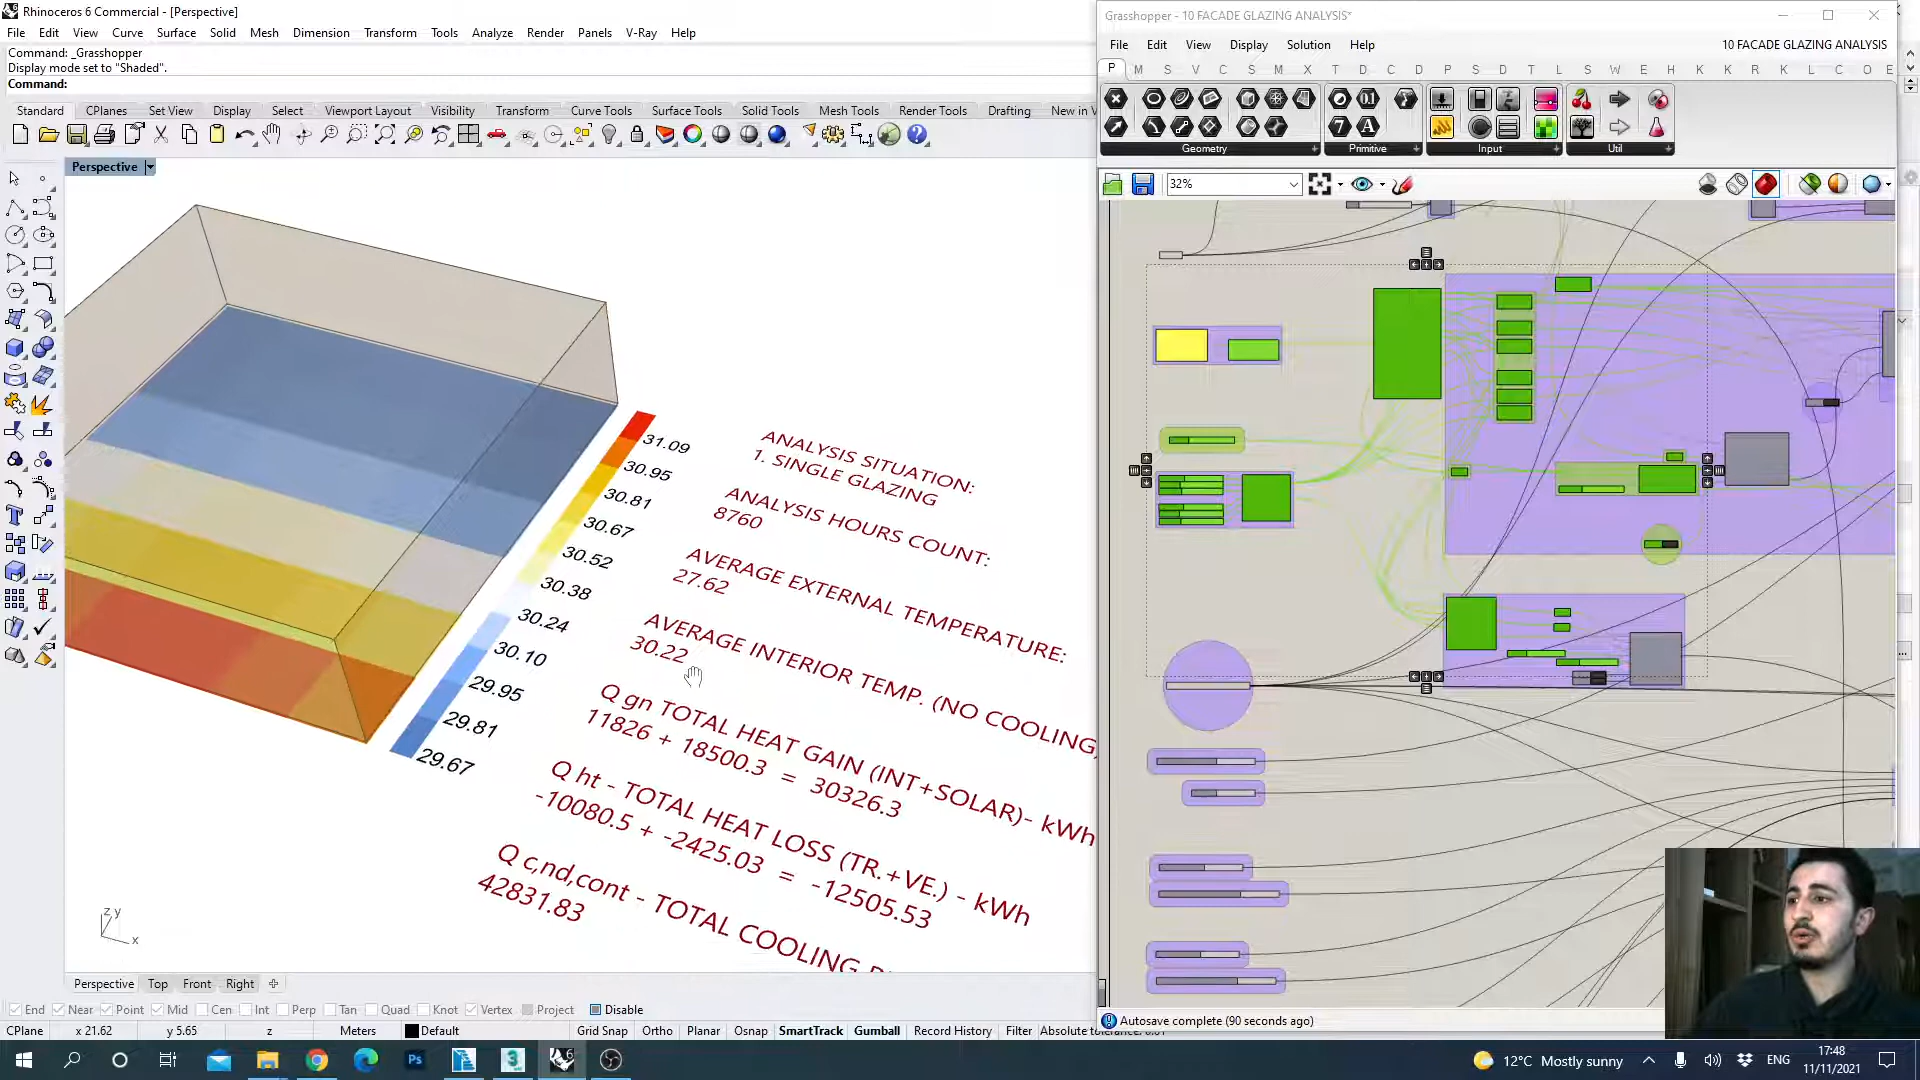 Rhinoceros 6 Commercial - [Perspective]
File Edit View Curve Surface Solid Mesh Dimension Transform Tools Analyze Render Panels V-Ray Help
Command: _Grasshopper
Display mode set to "Shaded".
Command:
Standard CPlanes Set View Display Select Viewport Layout Visibility Transform Curve Tools Surface Tools Solid Tools Mesh Tools Render Tools Drafting New in V
Perspective
31.09
30.95
30.81
30.67
30.52
30.38
30.24
30.10
29.95
29.81
29.67
ANALYSIS SITUATION:
1. SINGLE GLAZING
ANALYSIS HOURS COUNT:
8760
AVERAGE EXTERNAL TEMPERATURE:
27.62
AVERAGE INTERIOR TEMP. (NO COOLING,
30.22
Q gn TOTAL HEAT GAIN (INT+SOLAR)- kWh
11826 + 18500.3 = 30326.3
Q ht - TOTAL HEAT LOSS (TR.+VE.) - kWh
-10080.5 + -2425.03 = -12505.53
Q c,nd,cont - TOTAL COOLING
42831.83
z y
x
Perspective Top Front Right
End Near Point Mid Cen Int Perp Tan Quad Knot Vertex Project Disable
CPlane x 21.62 y 5.65 z Meters Default Grid Snap Ortho Planar Osnap SmartTrack Gumball Record History Filter Absolute tolerance: 0.01
Grasshopper - 10 FACADE GLAZING ANALYSIS*
File Edit View Display Solution Help
10 FACADE GLAZING ANALYSIS
P M S V C S M X T D C D P S D T L S W E H K K R K L C O E
Geometry Primitive Input Util
32%
Autosave complete (90 seconds ago)
12°C Mostly sunny
ENG
17:48
11/11/2021